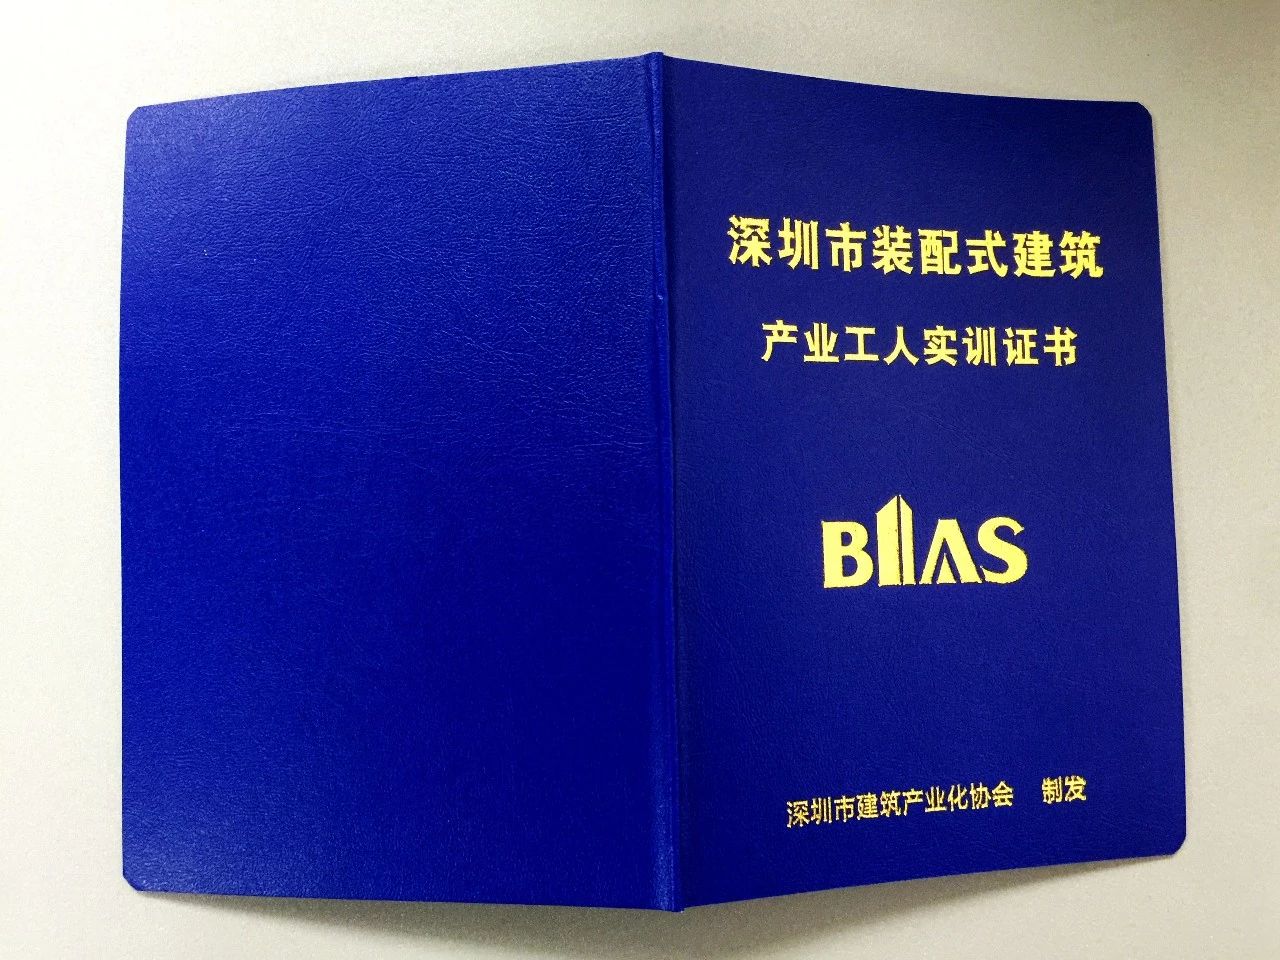 深圳市装配式建筑
产业工人实训证书
BIAS
深圳市建筑产业化协会 制发